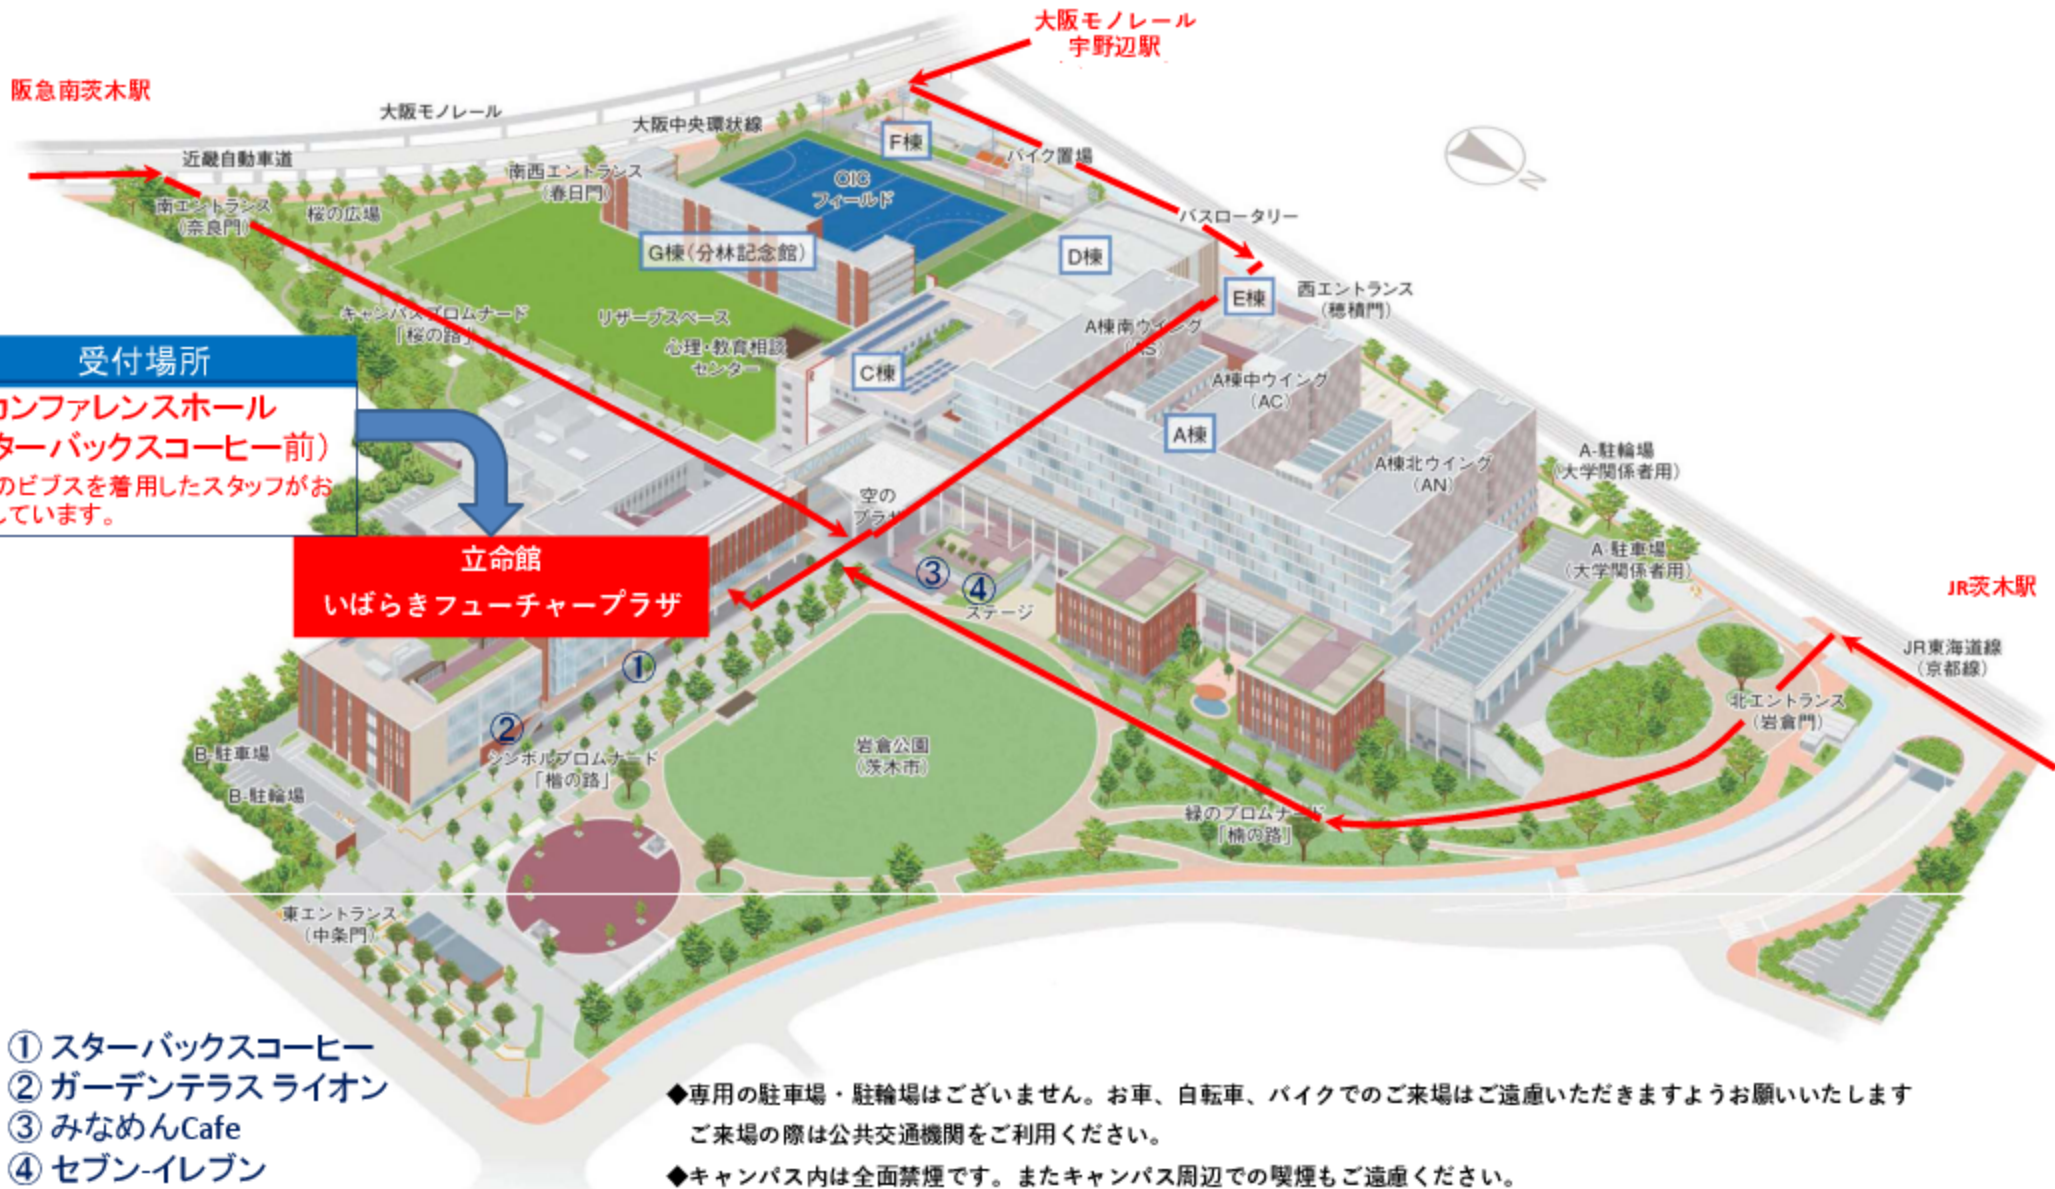 大阪モノレール
宇野辺駅
阪急南茨木駅
大阪モノレール
大阪中央環状線
近畿自動車道
F棟
バイク置場
南西エントランス
(春日門)
OIC
フィールド
南エントランス
(奈良門)
桜の広場
バスロータリー
G棟(分林記念館)
D棟
E棟
西エントランス
(穂積門)
キャンパスプロムナード
「桜の路」
リザーブスペース
A棟南ウイング
(AS)
心理・教育相談
センター
C棟
A棟中ウイング
(AC)
受付場所
カンファレンスホール
ターバックスコーヒー前)
のビブスを着用したスタッフがお
しています。
A棟
A棟北ウイング
(AN)
A-駐輪場
(大学関係者用)
空の
プラザ
立命館
いばらきフューチャープラザ
A-駐車場
(大学関係者用)
③
④
ステージ
JR茨木駅
JR東海道線
(京都線)
①
北エントランス
(岩倉門)
②
シンボルプロムナード
「楷の路」
岩倉公園
(茨木市)
B-駐車場
B-駐輪場
緑のプロムナード
「楠の路」
東エントランス
(中条門)
N
① スターバックスコーヒー
② ガーデンテラス ライオン
③ みなめんCafe
④ セブン-イレブン
◆専用の駐車場・駐輪場はございません。お車、自転車、バイクでのご来場はご遠慮いただきますようお願いいたします
ご来場の際は公共交通機関をご利用ください。
◆キャンパス内は全面禁煙です。またキャンパス周辺での喫煙もご遠慮ください。